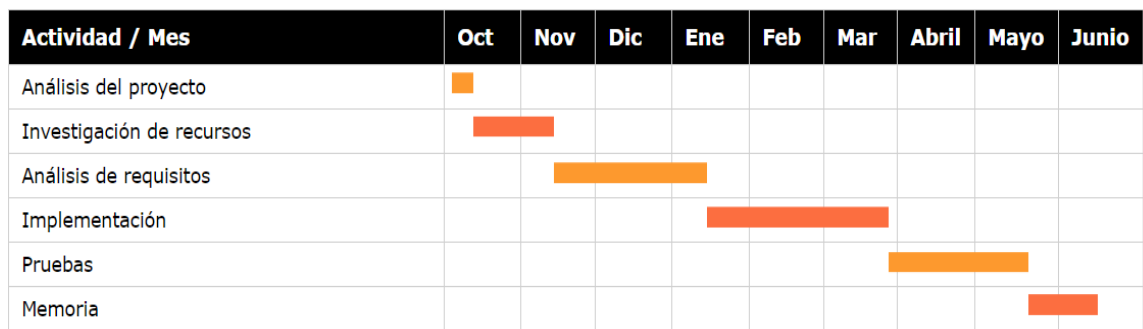 Actividad / Mes Oct Nov Dic Ene Feb Mar Abril Mayo Junio
Análisis del proyecto
Investigación de recursos
Análisis de requisitos
Implementación
Pruebas
Memoria